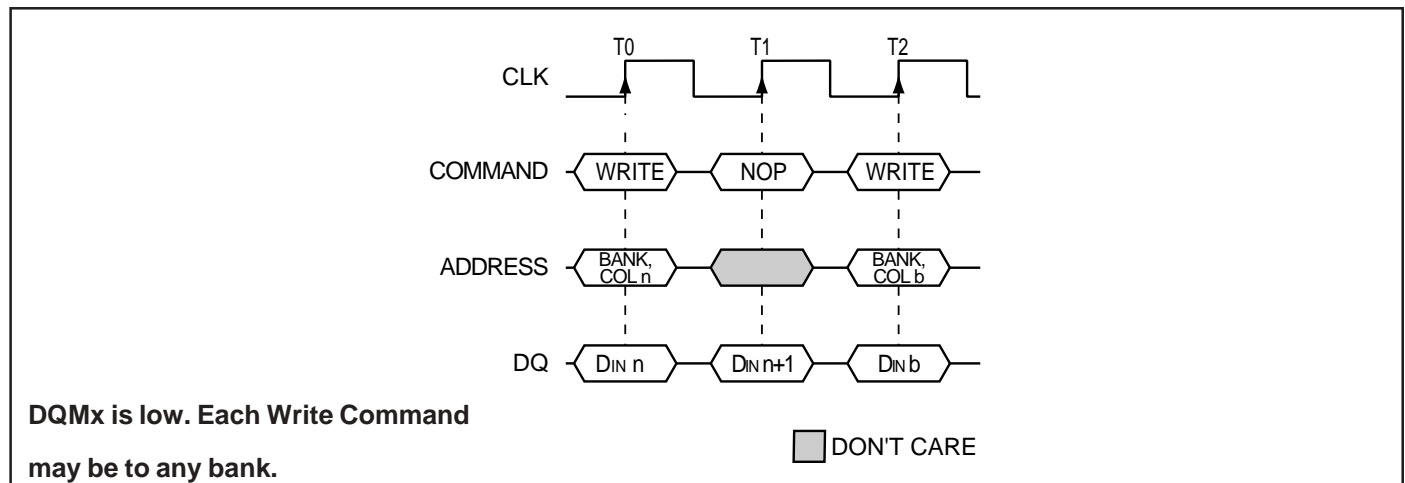 T0 T1 T2
CLK
COMMAND WRITE NOP WRITE
ADDRESS BANK, COL n BANK, COL b
DQ DIN n DIN n+1 DIN b
DQMx is low. Each Write Command
may be to any bank.
DON'T CARE